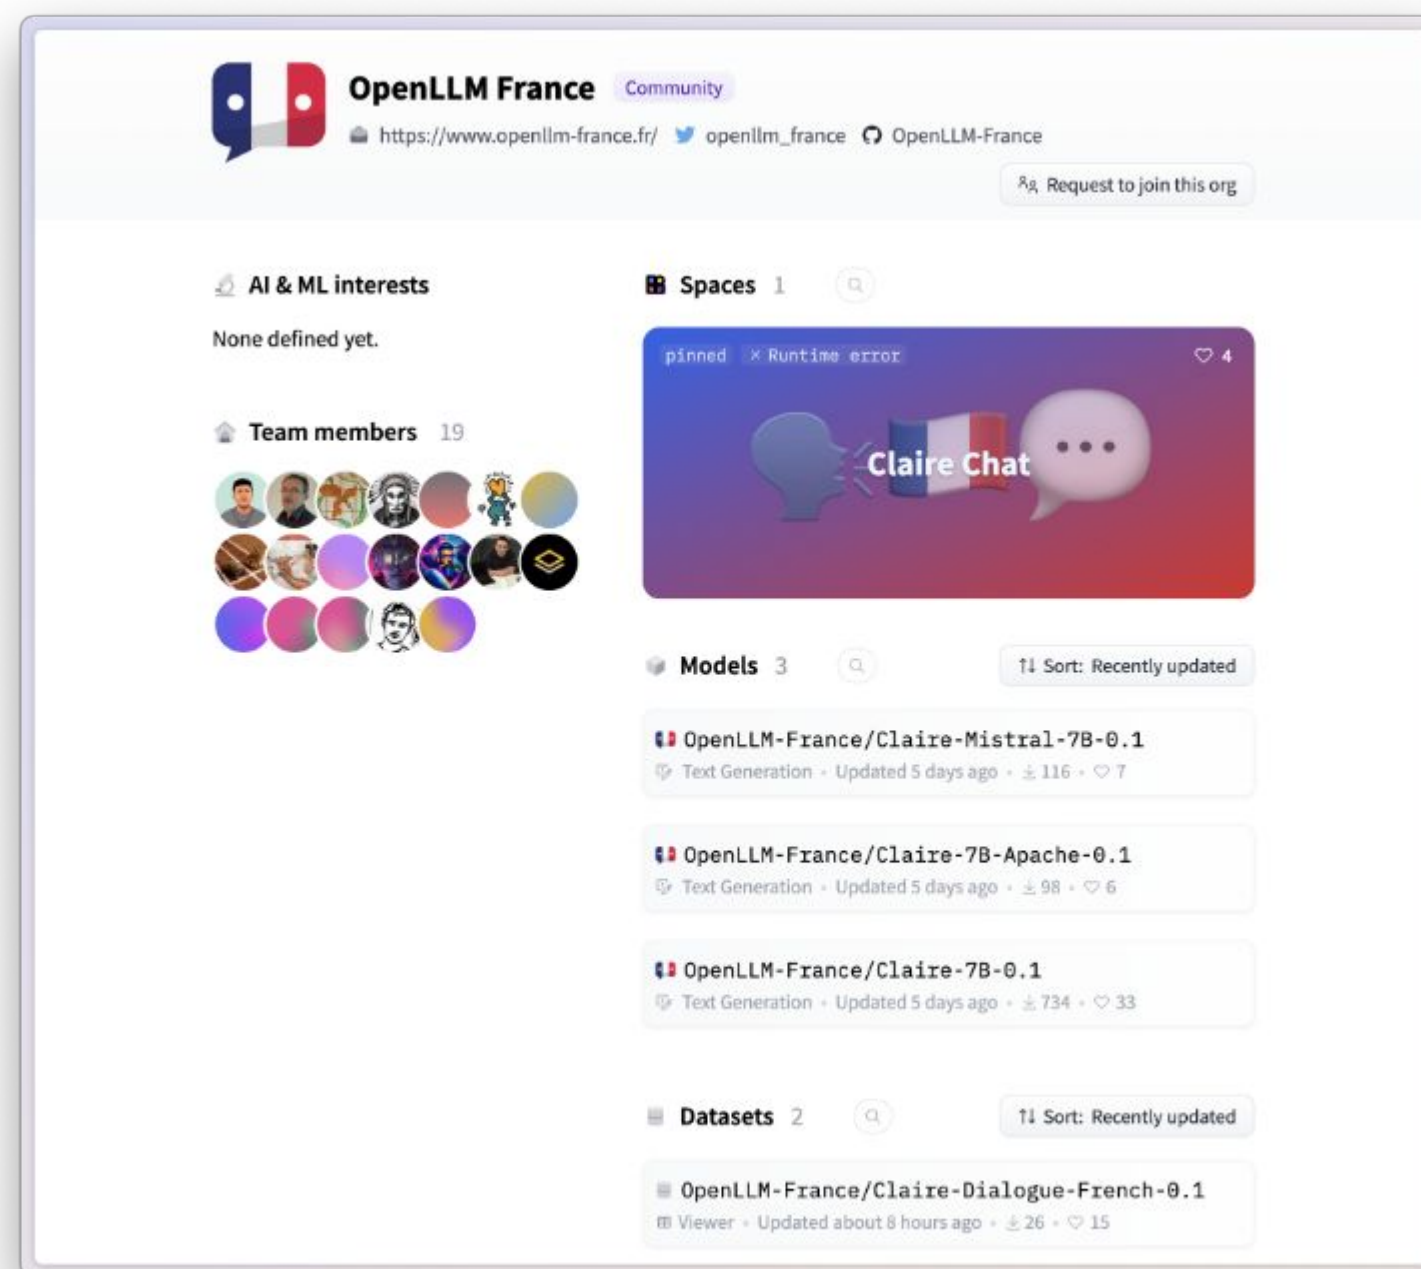 OpenLLM France Community
https://www.openllm-france.fr/ openllm_france OpenLLM-France
Request to join this org
AI & ML interests
None defined yet.
Team members 19
Spaces 1
pinned × Runtime error 4
Claire Chat
Models 3
↑↓ Sort: Recently updated
OpenLLM-France/Claire-Mistral-7B-0.1
Text Generation • Updated 5 days ago • 116 • 7
OpenLLM-France/Claire-7B-Apache-0.1
Text Generation • Updated 5 days ago • 98 • 6
OpenLLM-France/Claire-7B-0.1
Text Generation • Updated 5 days ago • 734 • 33
Datasets 2
↑↓ Sort: Recently updated
OpenLLM-France/Claire-Dialogue-French-0.1
Viewer • Updated about 8 hours ago • 26 • 15